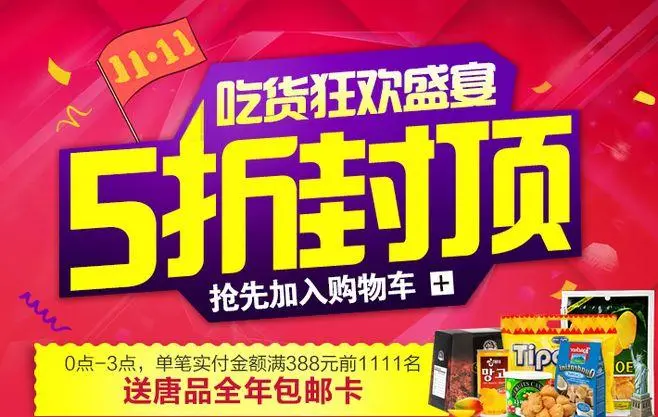 11·11
吃货狂欢盛宴
5折封顶
抢先加入购物车
0点-3点，单笔实付金额满388元前1111名
送唐品全年包邮卡
Tipo
망고